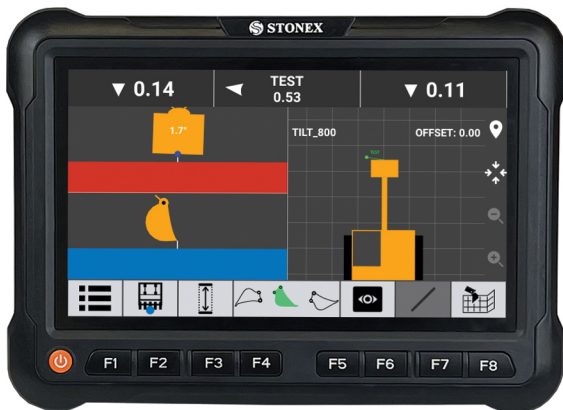 STONEX
▼ 0.14
TEST
0.53
▼ 0.11
1.7°
TILT_800
OFFSET: 0.00
TEST
F1
F2
F3
F4
F5
F6
F7
F8